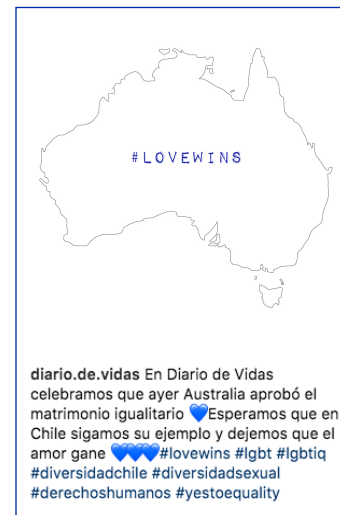 #LOVEWINS
diario.de.vidas En Diario de Vidas
celebramos que ayer Australia aprobó el
matrimonio igualitario 💙Esperamos que en
Chile sigamos su ejemplo y dejemos que el
amor gane 💙💙💙#lovewins #lgbt #lgbtiq
#diversidadchile #diversidadsexual
#derechoshumanos #yestoequality